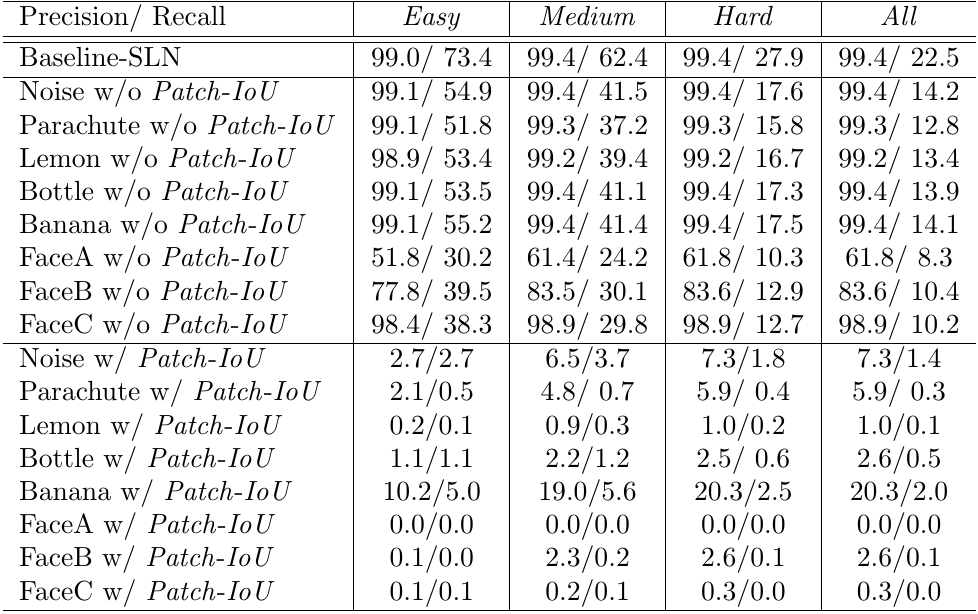 Precision/ Recall Easy Medium Hard All
Baseline-SLN 99.0/ 73.4 99.4/ 62.4 99.4/ 27.9 99.4/ 22.5
Noise w/o Patch-IoU 99.1/ 54.9 99.4/ 41.5 99.4/ 17.6 99.4/ 14.2
Parachute w/o Patch-IoU 99.1/ 51.8 99.3/ 37.2 99.3/ 15.8 99.3/ 12.8
Lemon w/o Patch-IoU 98.9/ 53.4 99.2/ 39.4 99.2/ 16.7 99.2/ 13.4
Bottle w/o Patch-IoU 99.1/ 53.5 99.4/ 41.1 99.4/ 17.3 99.4/ 13.9
Banana w/o Patch-IoU 99.1/ 55.2 99.4/ 41.4 99.4/ 17.5 99.4/ 14.1
FaceA w/o Patch-IoU 51.8/ 30.2 61.4/ 24.2 61.8/ 10.3 61.8/ 8.3
FaceB w/o Patch-IoU 77.8/ 39.5 83.5/ 30.1 83.6/ 12.9 83.6/ 10.4
FaceC w/o Patch-IoU 98.4/ 38.3 98.9/ 29.8 98.9/ 12.7 98.9/ 10.2
Noise w/ Patch-IoU 2.7/2.7 6.5/3.7 7.3/1.8 7.3/1.4
Parachute w/ Patch-IoU 2.1/0.5 4.8/ 0.7 5.9/ 0.4 5.9/ 0.3
Lemon w/ Patch-IoU 0.2/0.1 0.9/0.3 1.0/0.2 1.0/0.1
Bottle w/ Patch-IoU 1.1/1.1 2.2/1.2 2.5/ 0.6 2.6/0.5
Banana w/ Patch-IoU 10.2/5.0 19.0/5.6 20.3/2.5 20.3/2.0
FaceA w/ Patch-IoU 0.0/0.0 0.0/0.0 0.0/0.0 0.0/0.0
FaceB w/ Patch-IoU 0.1/0.0 2.3/0.2 2.6/0.1 2.6/0.1
FaceC w/ Patch-IoU 0.1/0.1 0.2/0.1 0.3/0.0 0.3/0.0